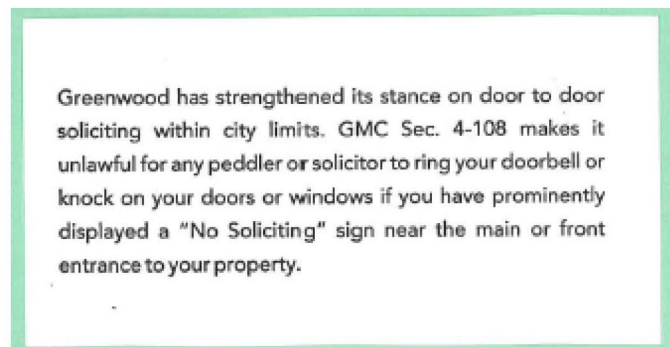 Greenwood has strengthened its stance on door to door
soliciting within city limits. GMC Sec. 4-108 makes it
unlawful for any peddler or solicitor to ring your doorbell or
knock on your doors or windows if you have prominently
displayed a "No Soliciting" sign near the main or front
entrance to your property.